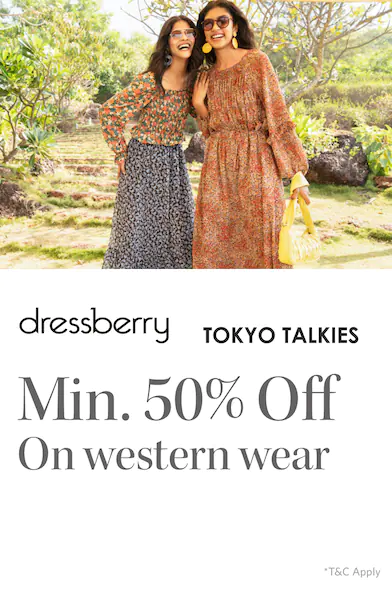 dressberry TOKYO TALKIES
Min. 50% Off
On western wear
*T&C Apply